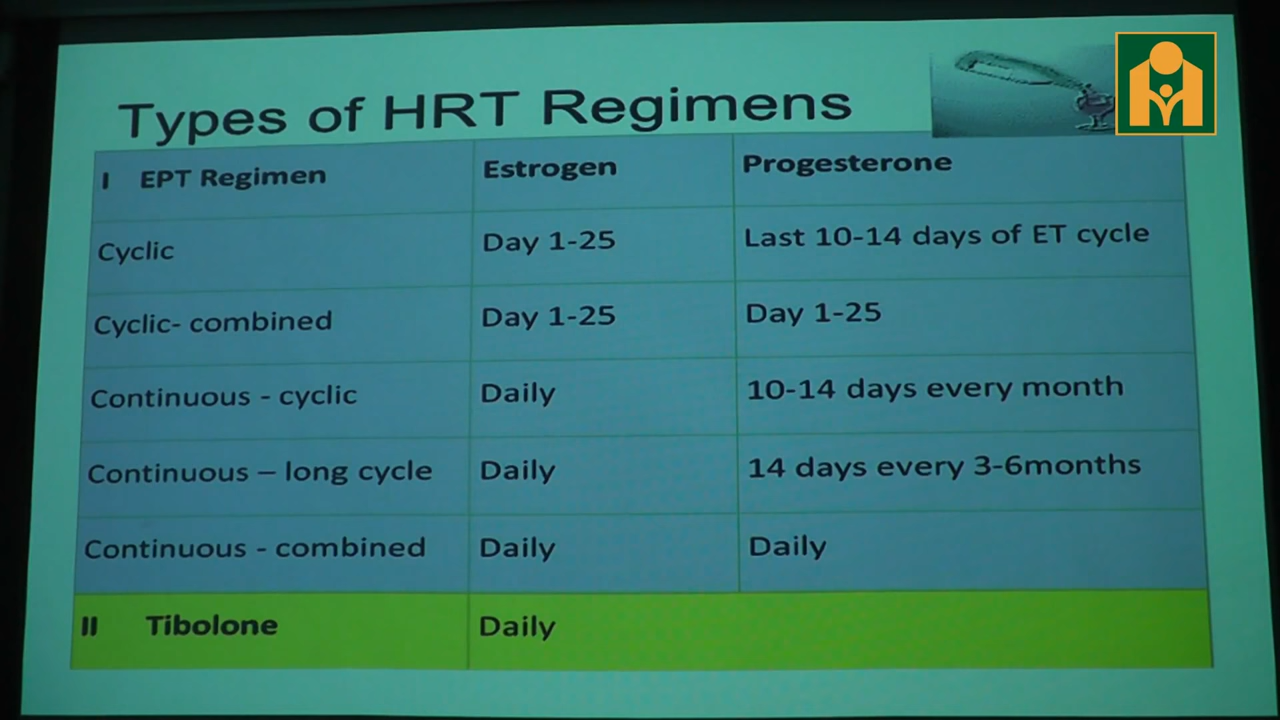 Types of HRT Regimens
I EPT Regimen Estrogen Progesterone
Cyclic Day 1-25 Last 10-14 days of ET cycle
Cyclic- combined Day 1-25 Day 1-25
Continuous - cyclic Daily 10-14 days every month
Continuous – long cycle Daily 14 days every 3-6months
Continuous - combined Daily Daily
II Tibolone Daily